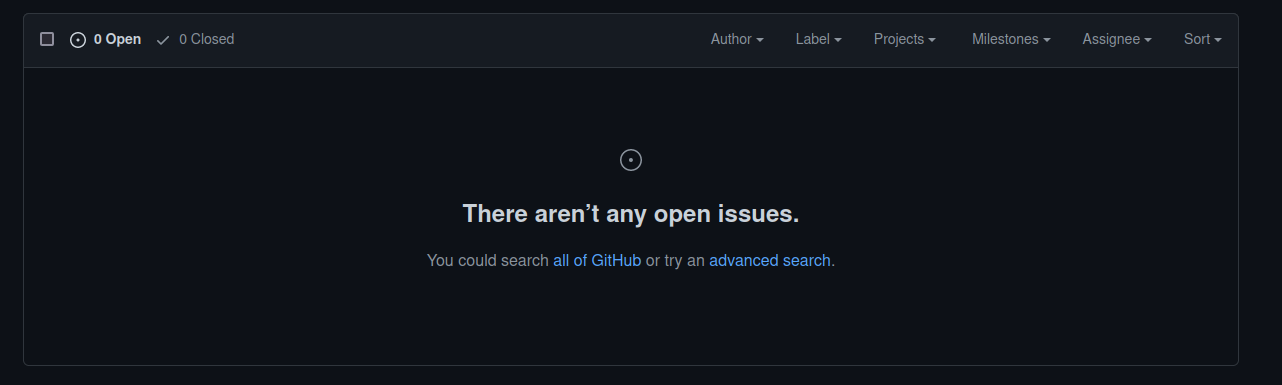 0 Open 0 Closed Author Label Projects Milestones Assignee Sort
There aren’t any open issues.
You could search all of GitHub or try an advanced search.